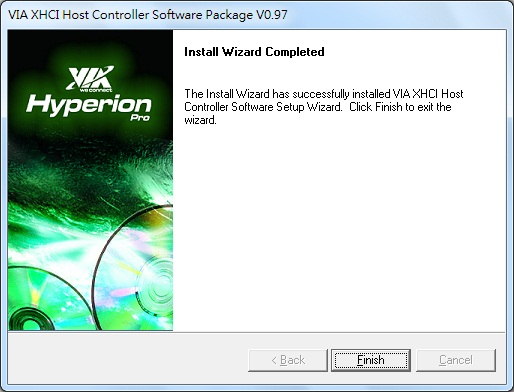 VIA XHCI Host Controller Software Package V0.97
VIA
we connect
Hyperion
Pro
Install Wizard Completed
The Install Wizard has successfully installed VIA XHCI Host
Controller Software Setup Wizard. Click Finish to exit the
wizard.
< Back
Finish
Cancel